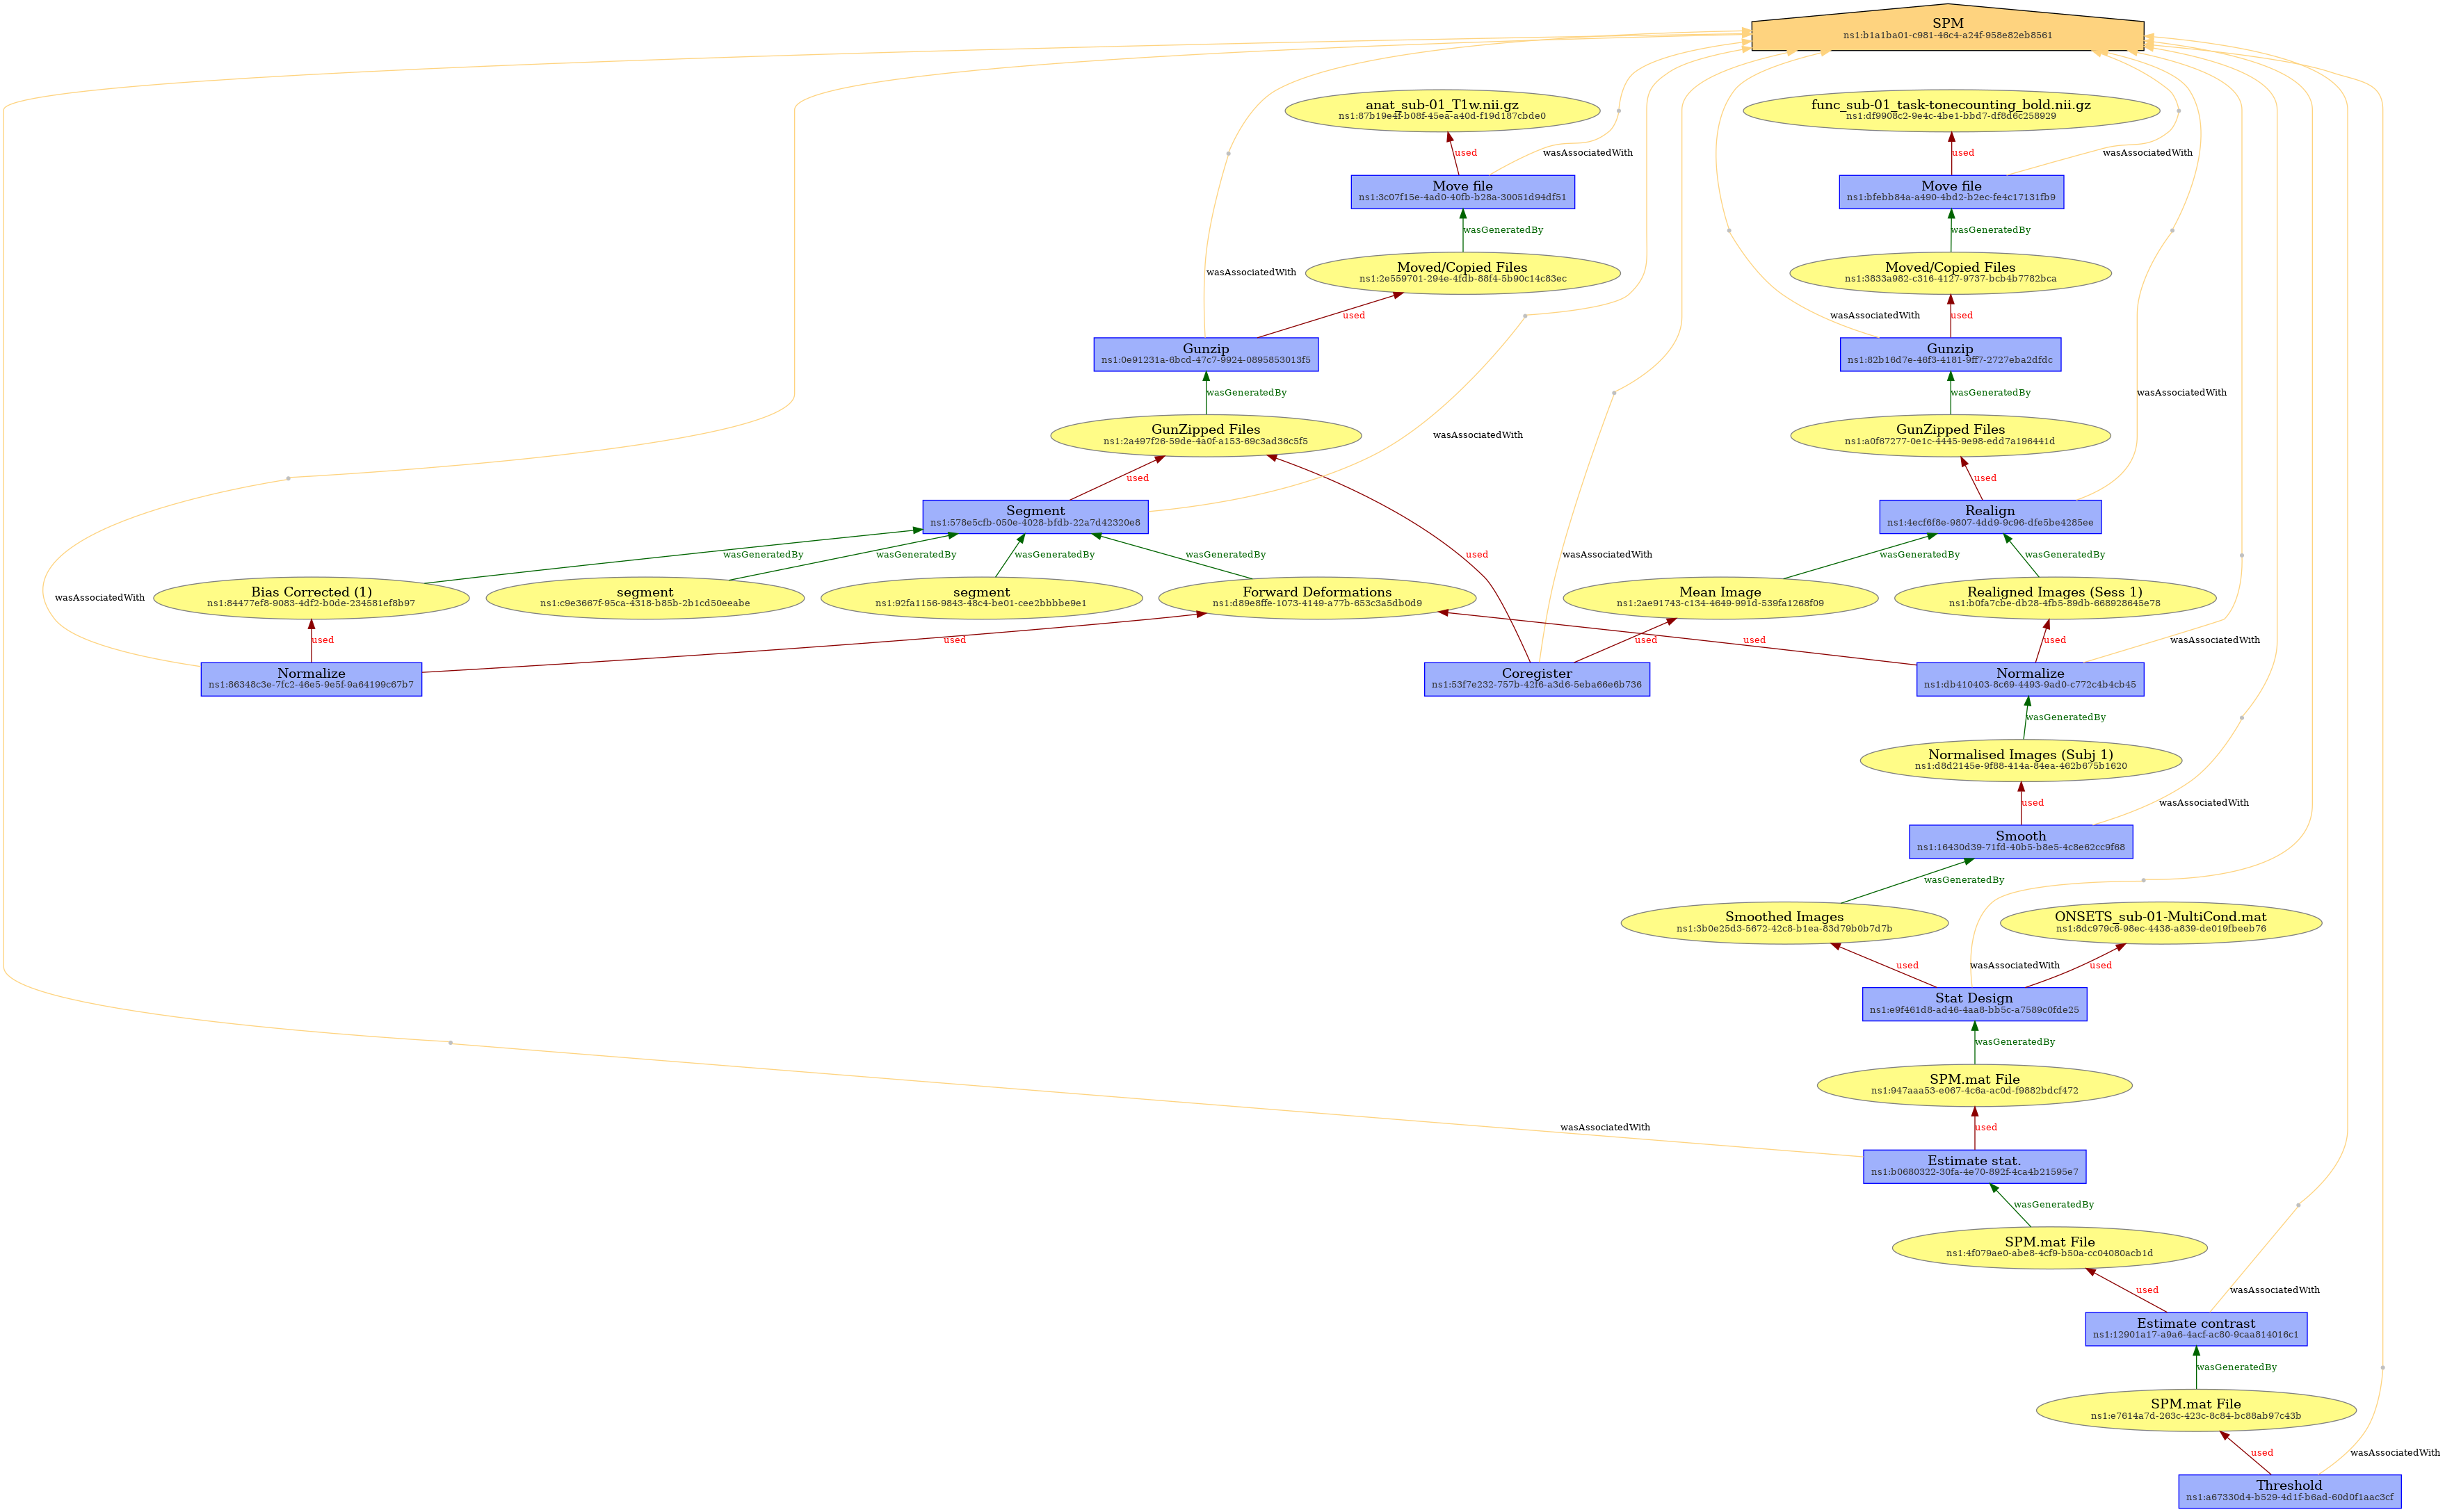 SPM
ns1:b1a1ba01-c981-46c4-a24f-958e82eb8561
anat_sub-01_T1w.nii.gz
ns1:87b19e4f-b08f-45ea-a40d-f19d187cbde0
func_sub-01_task-tonecounting_bold.nii.gz
ns1:df9908c2-9e4c-4be1-bbd7-df8d6c258929
used
wasAssociatedWith
used
wasAssociatedWith
Move file
ns1:3c07f15e-4ad0-40fb-b28a-30051d94df51
Move file
ns1:bfebb84a-a490-4bd2-b2ec-fe4c17131fb9
wasGeneratedBy
wasGeneratedBy
wasAssociatedWith
Moved/Copied Files
ns1:2e559701-294e-4fdb-88f4-5b90c14c83ec
Moved/Copied Files
ns1:3833a982-c316-4127-9737-bcb4b7782bca
used
wasAssociatedWith
used
Gunzip
ns1:0e91231a-6bcd-47c7-9924-0895853013f5
Gunzip
ns1:82b16d7e-46f3-4181-9ff7-2727eba2dfdc
wasGeneratedBy
wasGeneratedBy
wasAssociatedWith
GunZipped Files
ns1:2a497f26-59de-4a0f-a153-69c3ad36c5f5
wasAssociatedWith
GunZipped Files
ns1:a0f67277-0e1c-4445-9e98-edd7a196441d
used
used
Segment
ns1:578e5cfb-050e-4028-bfdb-22a7d42320e8
Realign
ns1:4ecf6f8e-9807-4dd9-9c96-dfe5be4285ee
wasGeneratedBy
wasGeneratedBy
wasGeneratedBy
wasGeneratedBy
used
wasAssociatedWith
wasGeneratedBy
wasGeneratedBy
wasAssociatedWith
Bias Corrected (1)
ns1:84477ef8-9083-4df2-b0de-234581ef8b97
segment
ns1:c9e3667f-95ca-4318-b85b-2b1cd50eeabe
segment
ns1:92fa1156-9843-48c4-be01-cee2bbbbe9e1
Forward Deformations
ns1:d89e8ffe-1073-4149-a77b-653c3a5db0d9
Mean Image
ns1:2ae91743-c134-4649-991d-539fa1268f09
Realigned Images (Sess 1)
ns1:b0fa7cbe-db28-4fb5-89db-668928645e78
used
used
used
used
used
wasAssociatedWith
Normalize
ns1:86348c3e-7fc2-46e5-9e5f-9a64199c67b7
Coregister
ns1:53f7e232-757b-42f6-a3d6-5eba66e6b736
Normalize
ns1:db410403-8c69-4493-9ad0-c772c4b4cb45
wasGeneratedBy
Normalised Images (Subj 1)
ns1:d8d2145e-9f88-414a-84ea-462b675b1620
used
wasAssociatedWith
Smooth
ns1:16430d39-71fd-40b5-b8e5-4c8e62cc9f68
wasGeneratedBy
Smoothed Images
ns1:3b0e25d3-5672-42c8-b1ea-83d79b0b7d7b
ONSETS_sub-01-MultiCond.mat
ns1:8dc979c6-98ec-4438-a839-de019fbeeb76
used
wasAssociatedWith
used
Stat Design
ns1:e9f461d8-ad46-4aa8-bb5c-a7589c0fde25
wasGeneratedBy
SPM.mat File
ns1:947aaa53-e067-4c6a-ac0d-f9882bdcf472
wasAssociatedWith
used
Estimate stat.
ns1:b0680322-30fa-4e70-892f-4ca4b21595e7
wasGeneratedBy
SPM.mat File
ns1:4f079ae0-abe8-4cf9-b50a-cc04080acb1d
used
wasAssociatedWith
Estimate contrast
ns1:12901a17-a9a6-4acf-ac80-9caa814016c1
wasGeneratedBy
SPM.mat File
ns1:e7614a7d-263c-423c-8c84-bc88ab97c43b
used
wasAssociatedWith
Threshold
ns1:a67330d4-b529-4d1f-b6ad-60d0f1aac3cf